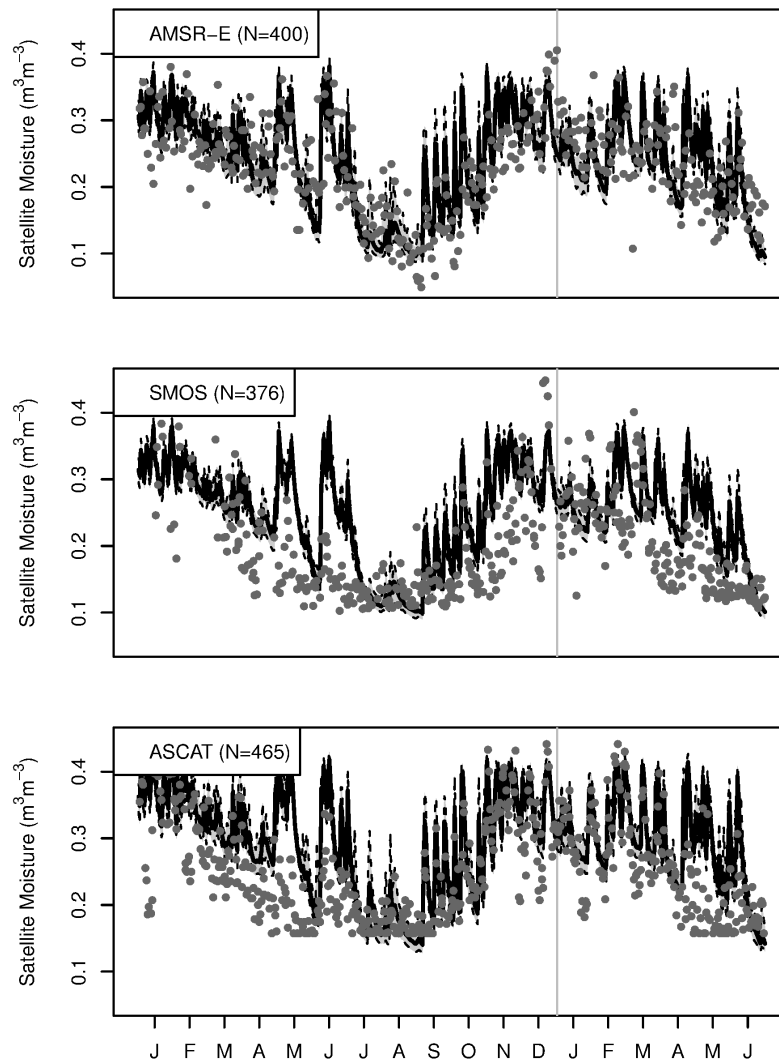 AMSR−E (N=400)
Satellite Moisture (m³m⁻³)
0.4
0.3
0.2
0.1
SMOS (N=376)
Satellite Moisture (m³m⁻³)
0.4
0.3
0.2
0.1
ASCAT (N=465)
Satellite Moisture (m³m⁻³)
0.4
0.3
0.2
0.1
J F M A M J J A S O N D J F M A M J